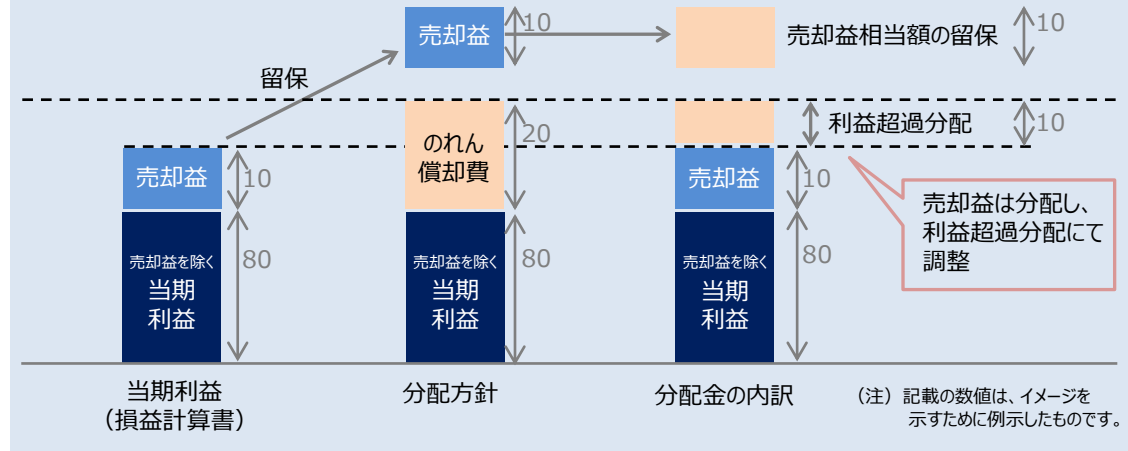 売却益
10
売却益相当額の留保
10
留保
のれん
償却費
20
利益超過分配
10
売却益
10
売却益
10
売却益は分配し、
利益超過分配にて
調整
売却益を除く
当期
利益
80
売却益を除く
当期
利益
80
売却益を除く
当期
利益
80
当期利益
（損益計算書）
分配方針
分配金の内訳
（注）記載の数値は、イメージを
示すために例示したものです。